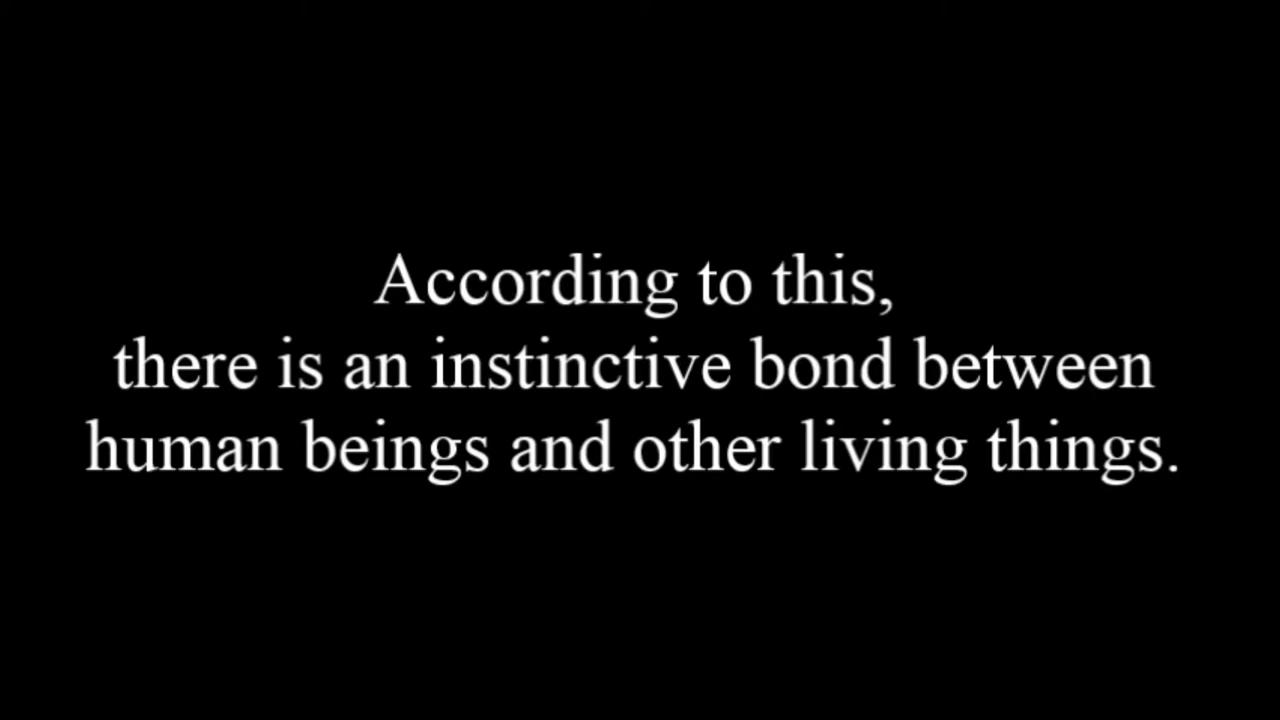 According to this,
there is an instinctive bond between
human beings and other living things.